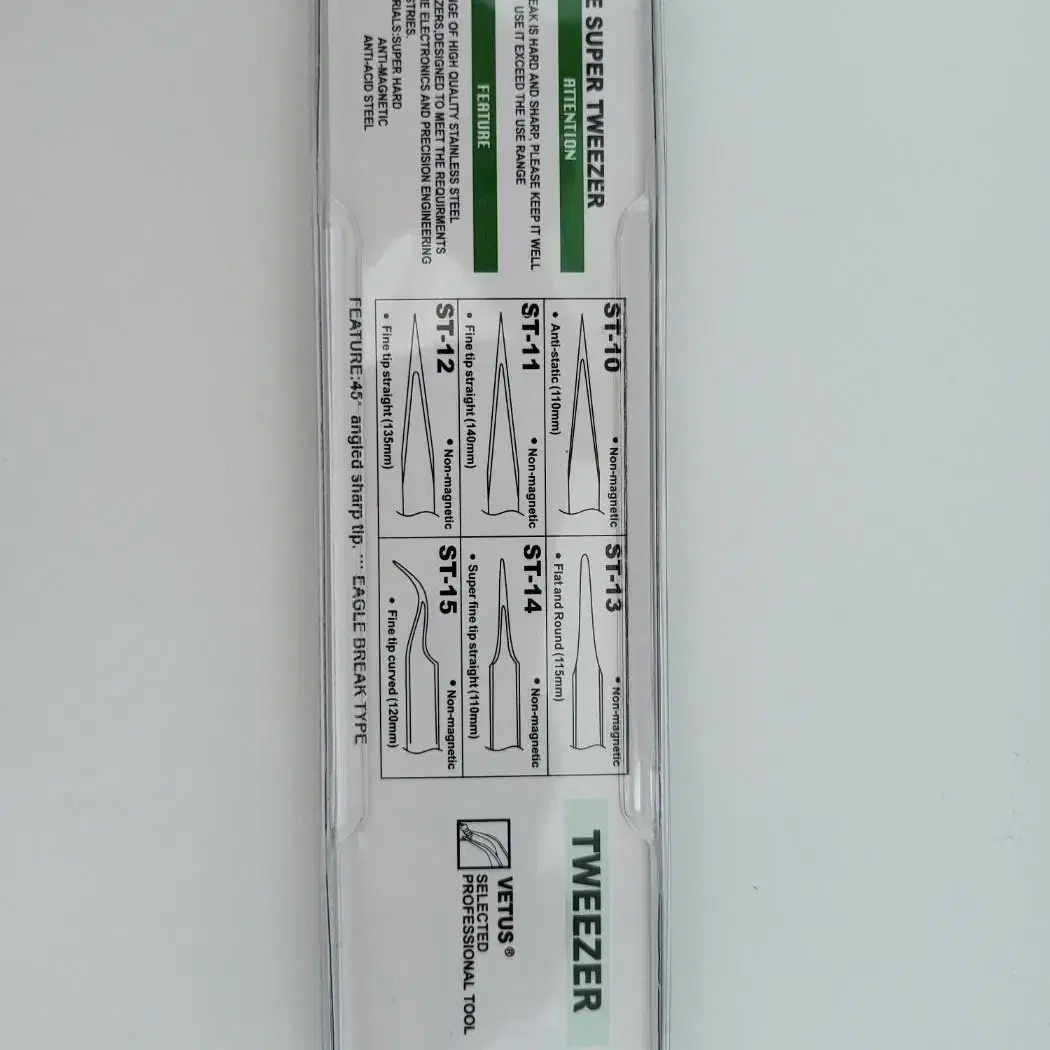 E SUPER TWEEZER
ATTENTION
EAK IS HARD AND SHARP, PLEASE KEEP IT WELL
USE IT EXCEED THE USE RANGE
FEATURE
NGE OF HIGH QUALITY STAINLESS STEEL
ZERS,DESIGNED TO MEET THE REQUIRMENTS
HE ELECTRONICS AND PRECISION ENGINEERING
STRIES.
RIALS:SUPER HARD
ANTI-MAGNETIC
ANTI-ACID STEEL
ST-10
• Non-magnetic
• Anti-static (110mm)
ST-13
• Non-magnetic
• Flat and Round (115mm)
ST-11
• Non-magnetic
• Fine tip straight (140mm)
ST-14
• Non-magnetic
• Super fine tip straight (110mm)
ST-12
• Non-magnetic
• Fine tip straight (135mm)
ST-15
• Non-magnetic
• Fine tip curved (120mm)
FEATURE:45° angled sharp tip. ··· EAGLE BREAK TYPE
TWEEZER
VETUS®
SELECTED
PROFESSIONAL TOOL